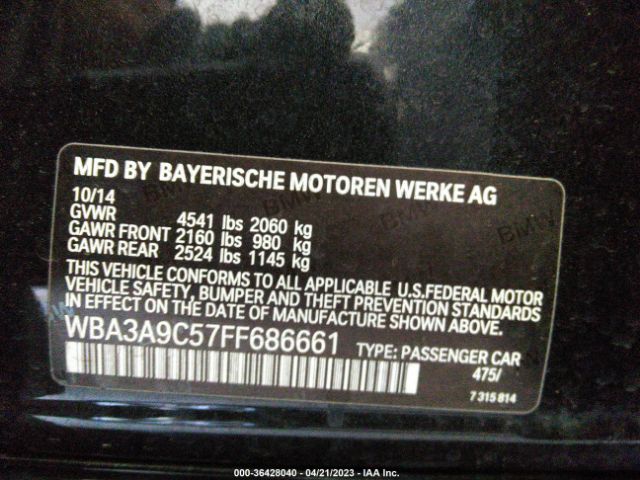 MFD BY BAYERISCHE MOTOREN WERKE AG
10/14
GVWR 4541 lbs 2060 kg
GAWR FRONT 2160 lbs 980 kg
GAWR REAR 2524 lbs 1145 kg
THIS VEHICLE CONFORMS TO ALL APPLICABLE U.S.FEDERAL MOTOR
VEHICLE SAFETY, BUMPER AND THEFT PREVENTION STANDARDS
IN EFFECT ON THE DATE OF MANUFACTURE SHOWN ABOVE.
WBA3A9C57FF686661 TYPE: PASSENGER CAR
475/
7 315 814
000-36428040 - 04/21/2023 - IAA Inc.